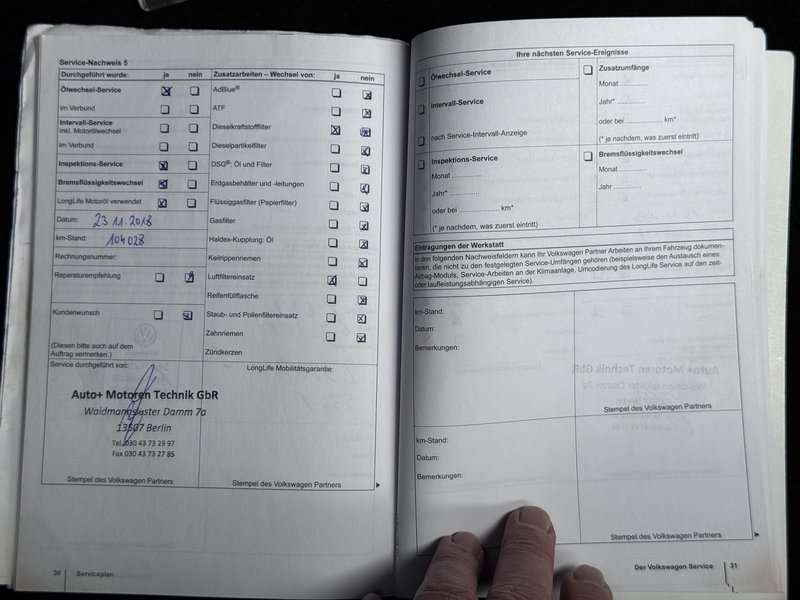 Service-Nachweis 5
Durchgeführt wurde: ja nein
Ölwechsel-Service
im Verbund
Intervall-Service
inkl. Motorölwechsel
im Verbund
Inspektions-Service
Bremsflüssigkeitswechsel
LongLife Motoröl verwendet
Datum: 23.11.2018
km-Stand: 104028
Rechnungsnummer:
Reparaturempfehlung
Kundenwunsch
(Diesen bitte auch auf dem
Auftrag vermerken.)
Service durchgeführt von:
Auto+ Motoren Technik GbR
Waidmannsluster Damm 7a
13507 Berlin
Tel. 030 43 73 29 97
Fax 030 43 73 27 85
Stempel des Volkswagen Partners
Zusatzarbeiten – Wechsel von: ja nein
AdBlue®
ATF
Dieselkraftstofffilter
Dieselpartikelfilter
DSG®: Öl und Filter
Erdgasbehälter und -leitungen
Flüssiggasfilter (Papierfilter)
Gasfilter
Haldex-Kupplung: Öl
Keilrippenriemen
Luftfiltereinsatz
Reifenfüllflasche
Staub- und Pollenfiltereinsatz
Zahnriemen
Zündkerzen
LongLife Mobilitätsgarantie:
Stempel des Volkswagen Partners
30 Serviceplan
Ihre nächsten Service-Ereignisse
Ölwechsel-Service
Intervall-Service
nach Service-Intervall-Anzeige
Inspektions-Service
Monat ................
Jahr* ...............
oder bei ................ km*
(* je nachdem, was zuerst eintritt)
Zusatzumfänge
Monat ..............
Jahr* ..............
oder bei ................... km*
(* je nachdem, was zuerst eintritt)
Bremsflüssigkeitswechsel
Monat ..............
Jahr ..............
Eintragungen der Werkstatt
In den folgenden Nachweisfeldern kann Ihr Volkswagen Partner Arbeiten an Ihrem Fahrzeug dokumen-
tieren, die nicht zu den festgelegten Service-Umfängen gehören (beispielsweise den Austausch eines
Airbag-Moduls, Service-Arbeiten an der Klimaanlage, Umcodierung des LongLife Service auf den zeit-
oder laufleistungsabhängigen Service).
km-Stand:
Datum:
Bemerkungen:
Stempel des Volkswagen Partners
km-Stand:
Datum:
Bemerkungen:
Stempel des Volkswagen Partners
Der Volkswagen Service 31